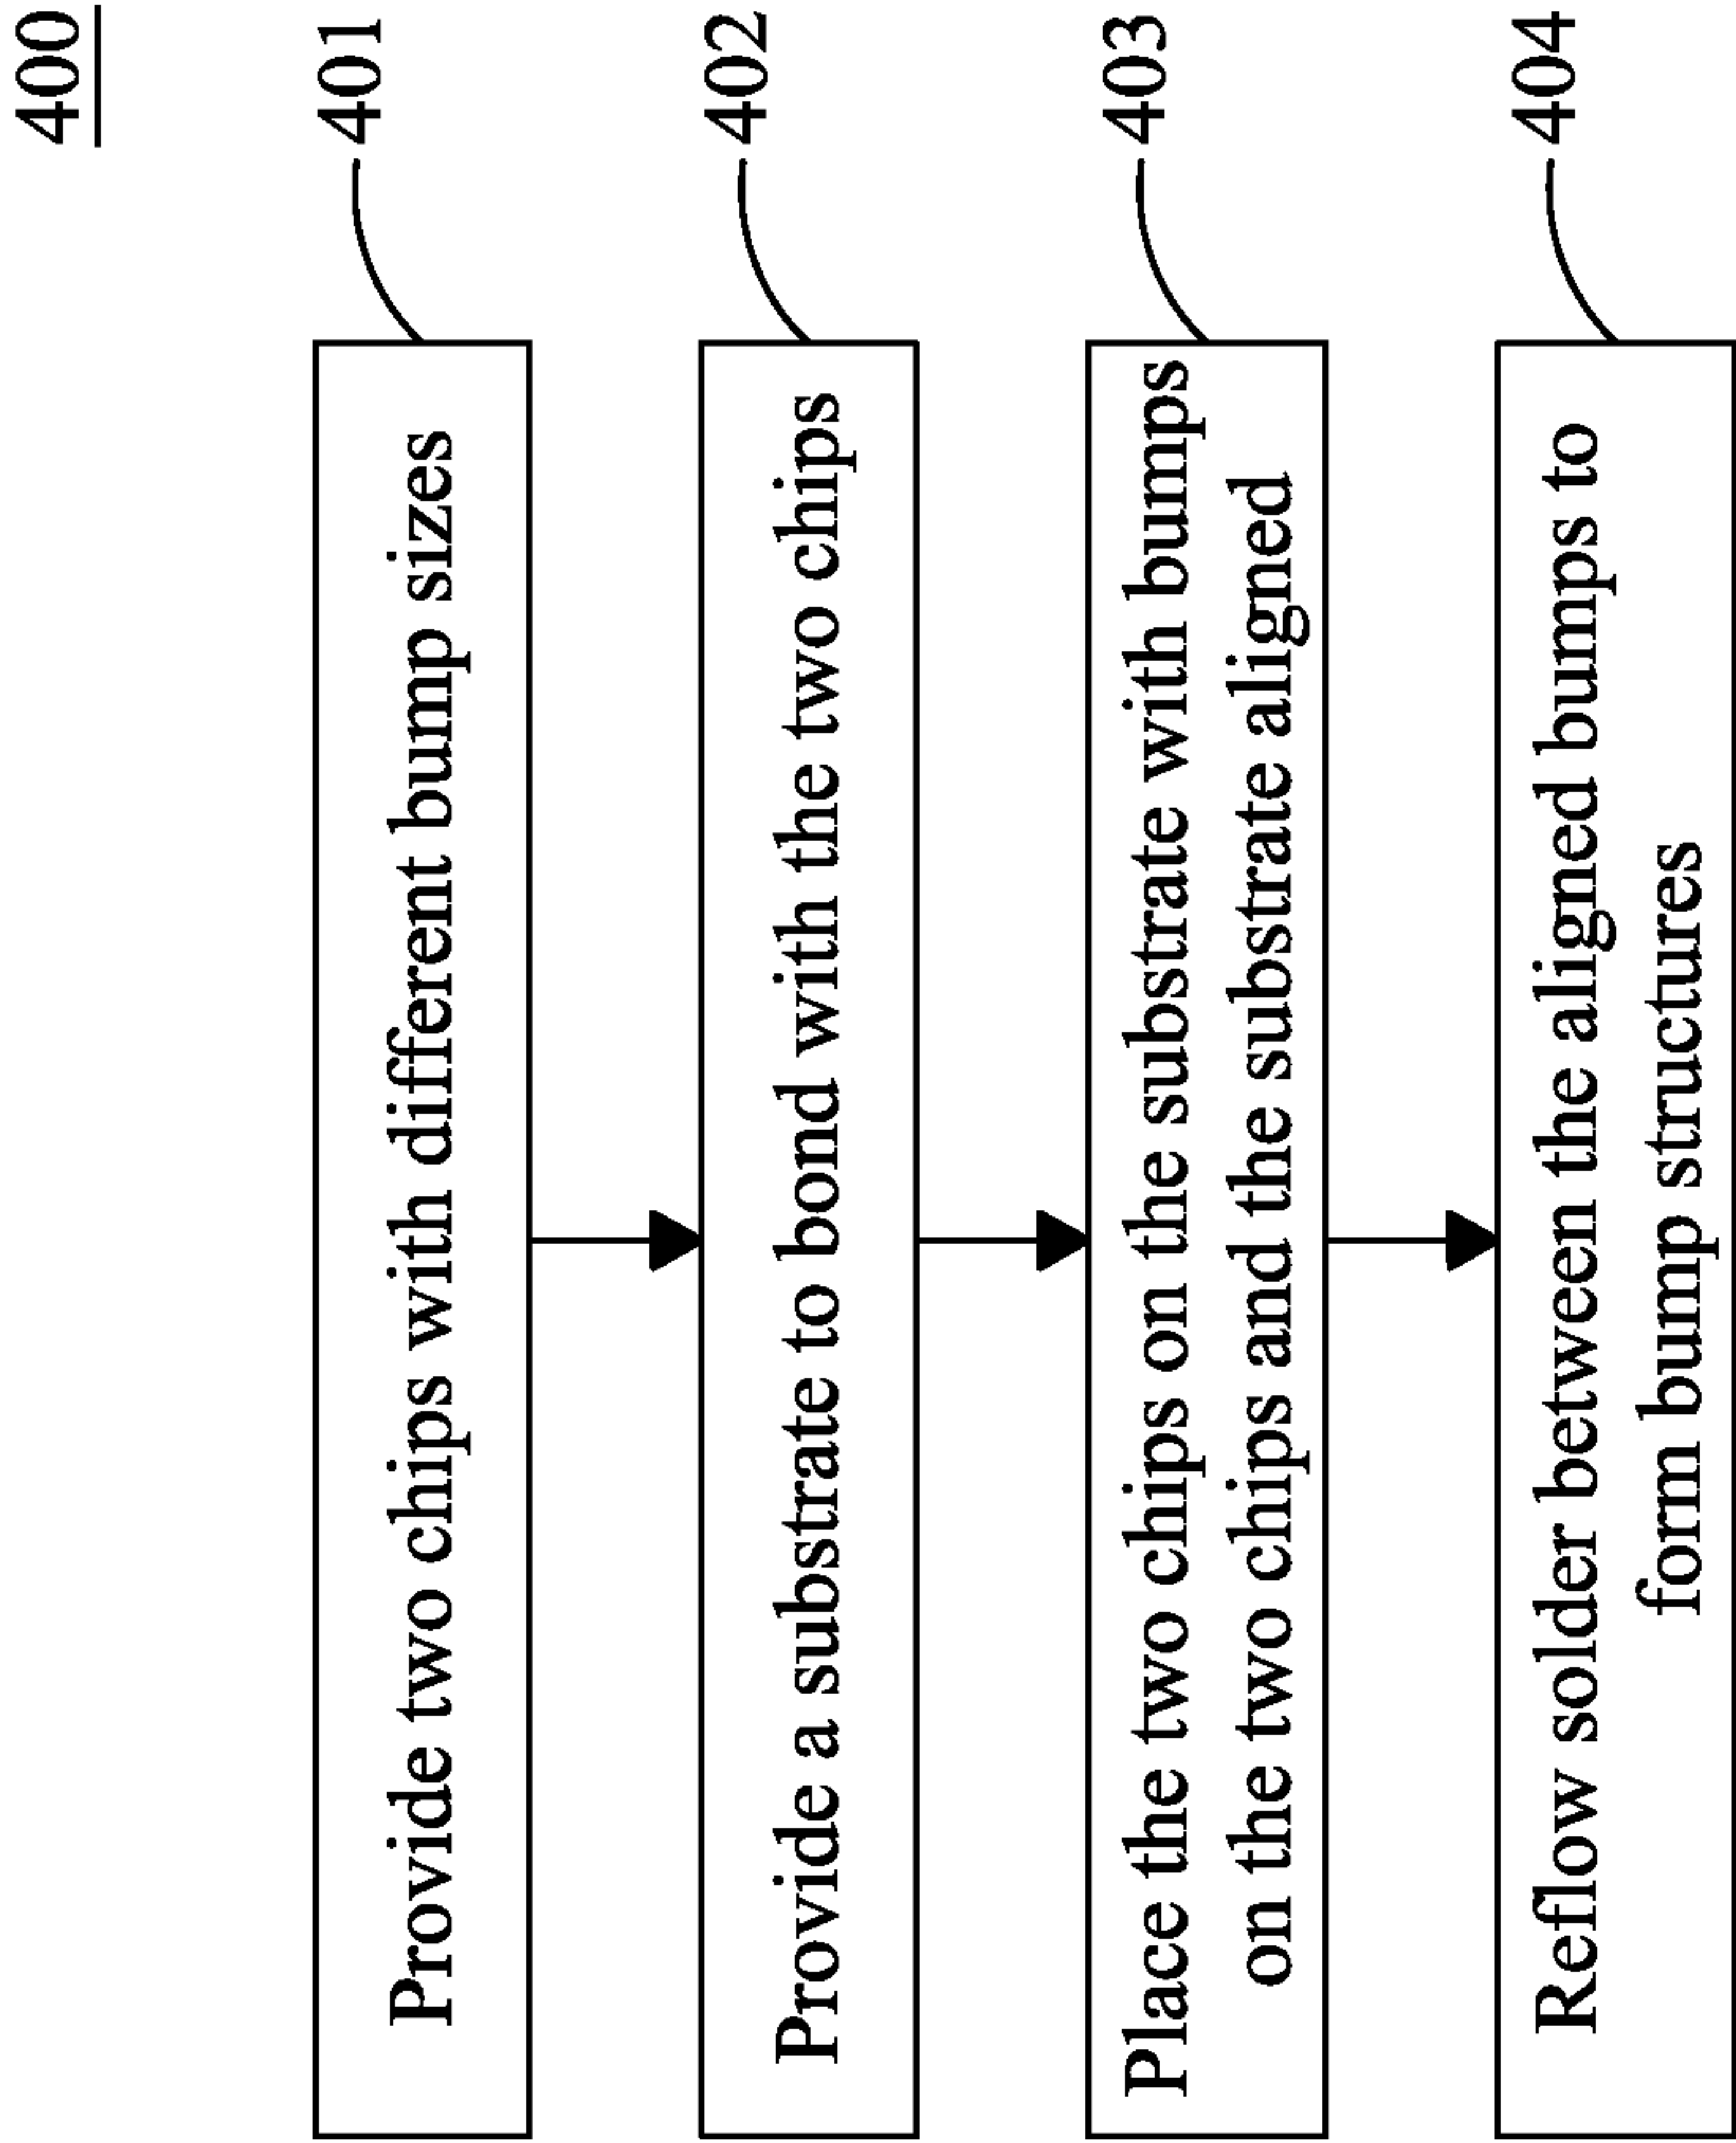 400
401
Provide two chips with different bump sizes
402
Provide a substrate to bond with the two chips
403
Place the two chips on the substrate with bumps
on the two chips and the substrate aligned
404
Reflow solder between the aligned bumps to
form bump structures